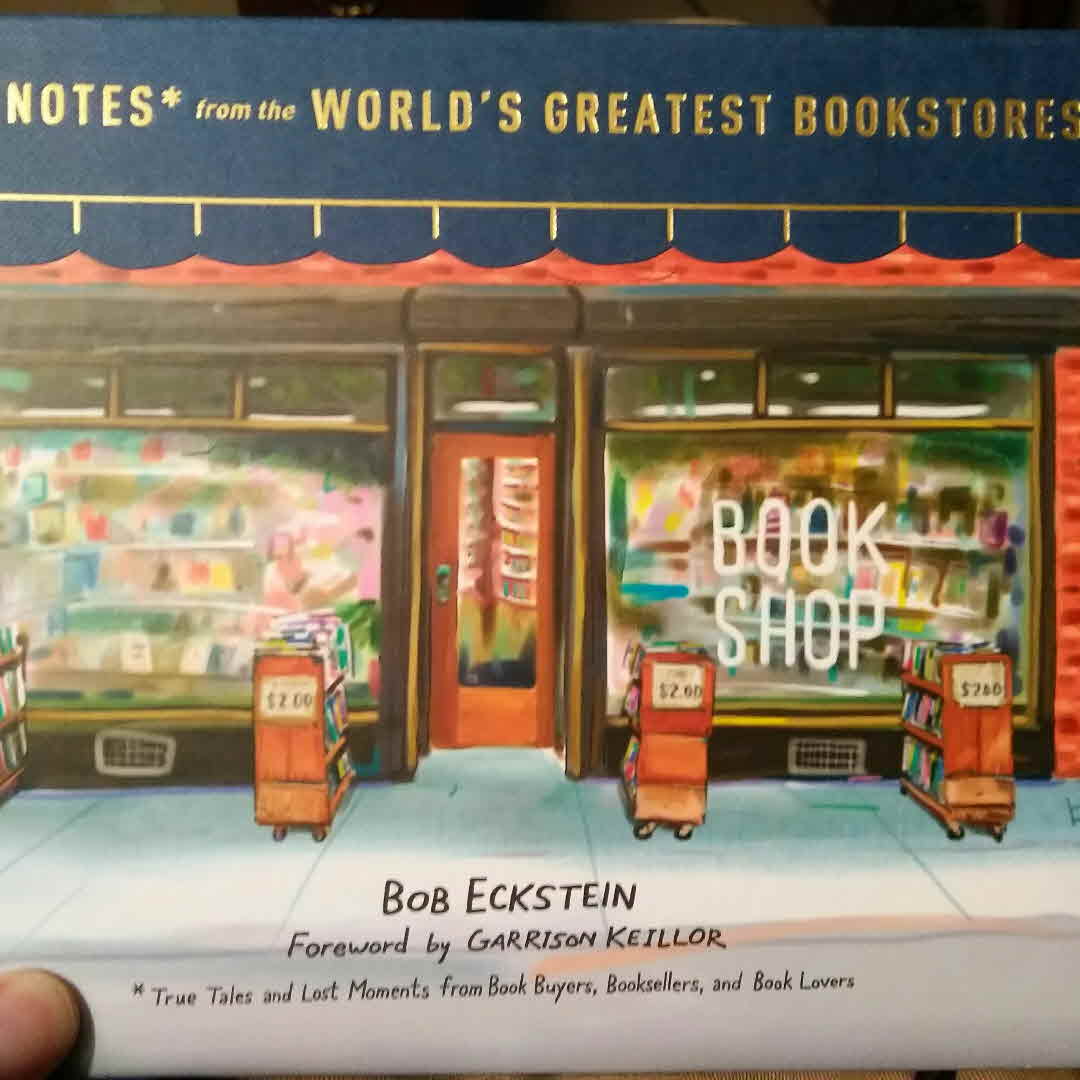 NOTES* from the WORLD'S GREATEST BOOKSTORES
BOOK
SHOP
$2.00
$2.00
$2.00
BOB ECKSTEIN
Foreword by GARRISON KEILLOR
* True Tales and Lost Moments from Book Buyers, Booksellers, and Book Lovers